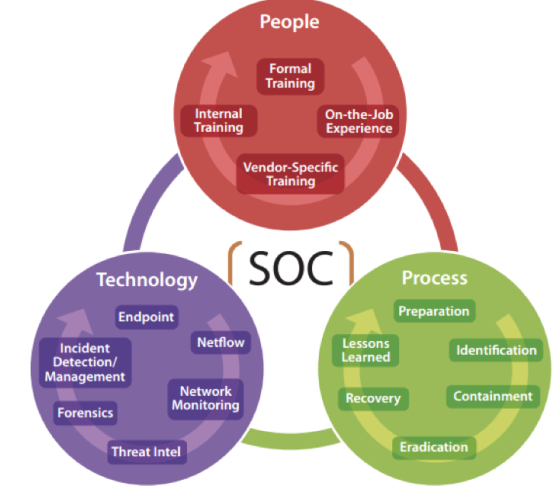 People
Formal
Training
Internal
Training
On-the-Job
Experience
Vendor-Specific
Training
SOC
Technology
Endpoint
Netflow
Incident
Detection/
Management
Network
Monitoring
Forensics
Threat Intel
Process
Preparation
Lessons
Learned
Identification
Recovery
Containment
Eradication